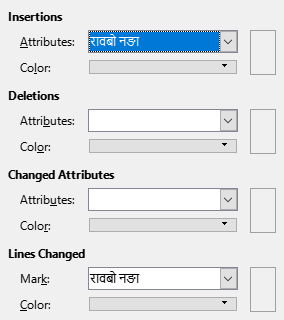 Insertions
Attributes: रावबो नङा
Color:
Deletions
Attributes:
Color:
Changed Attributes
Attributes:
Color:
Lines Changed
Mark: रावबो नङा
Color: